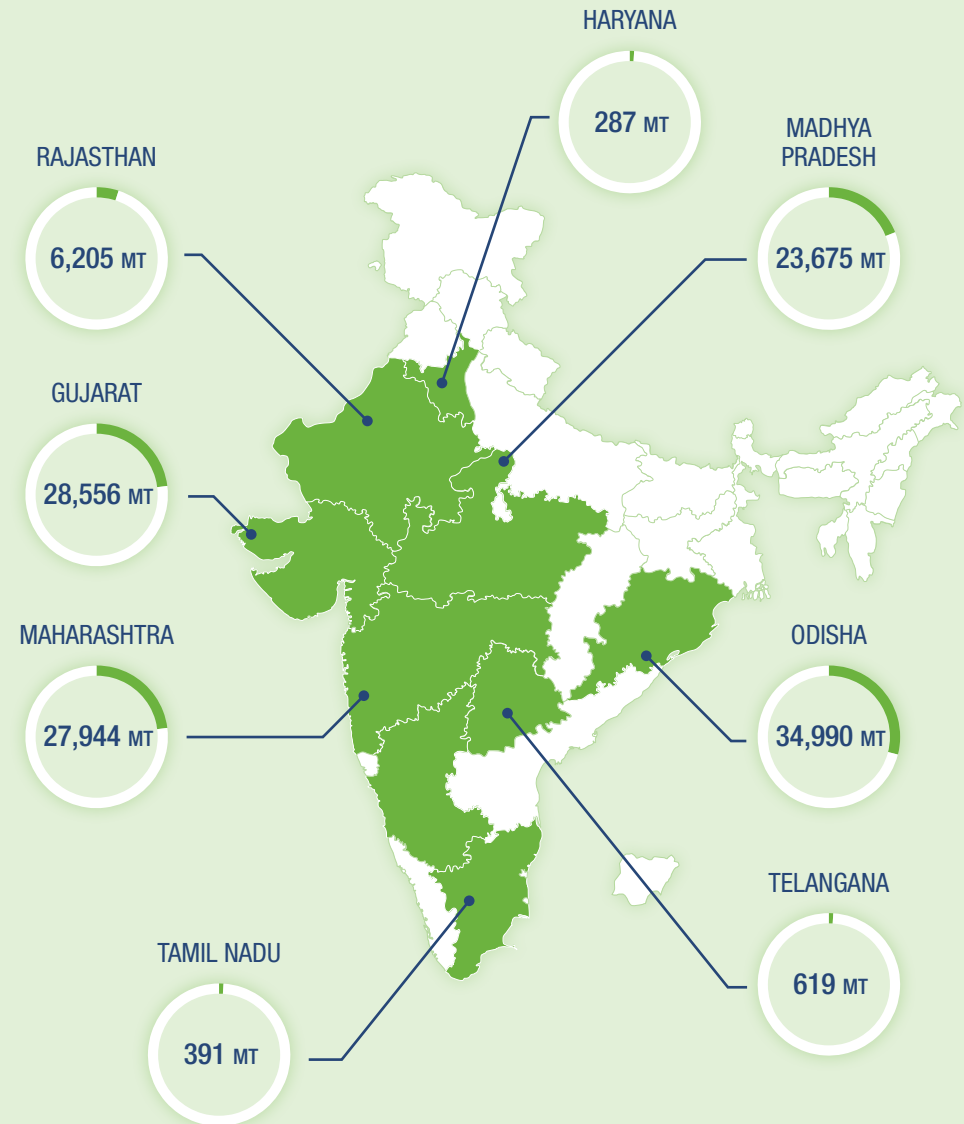 HARYANA
287 MT
MADHYA
PRADESH
23,675 MT
RAJASTHAN
6,205 MT
GUJARAT
28,556 MT
MAHARASHTRA
27,944 MT
ODISHA
34,990 MT
TELANGANA
619 MT
TAMIL NADU
391 MT